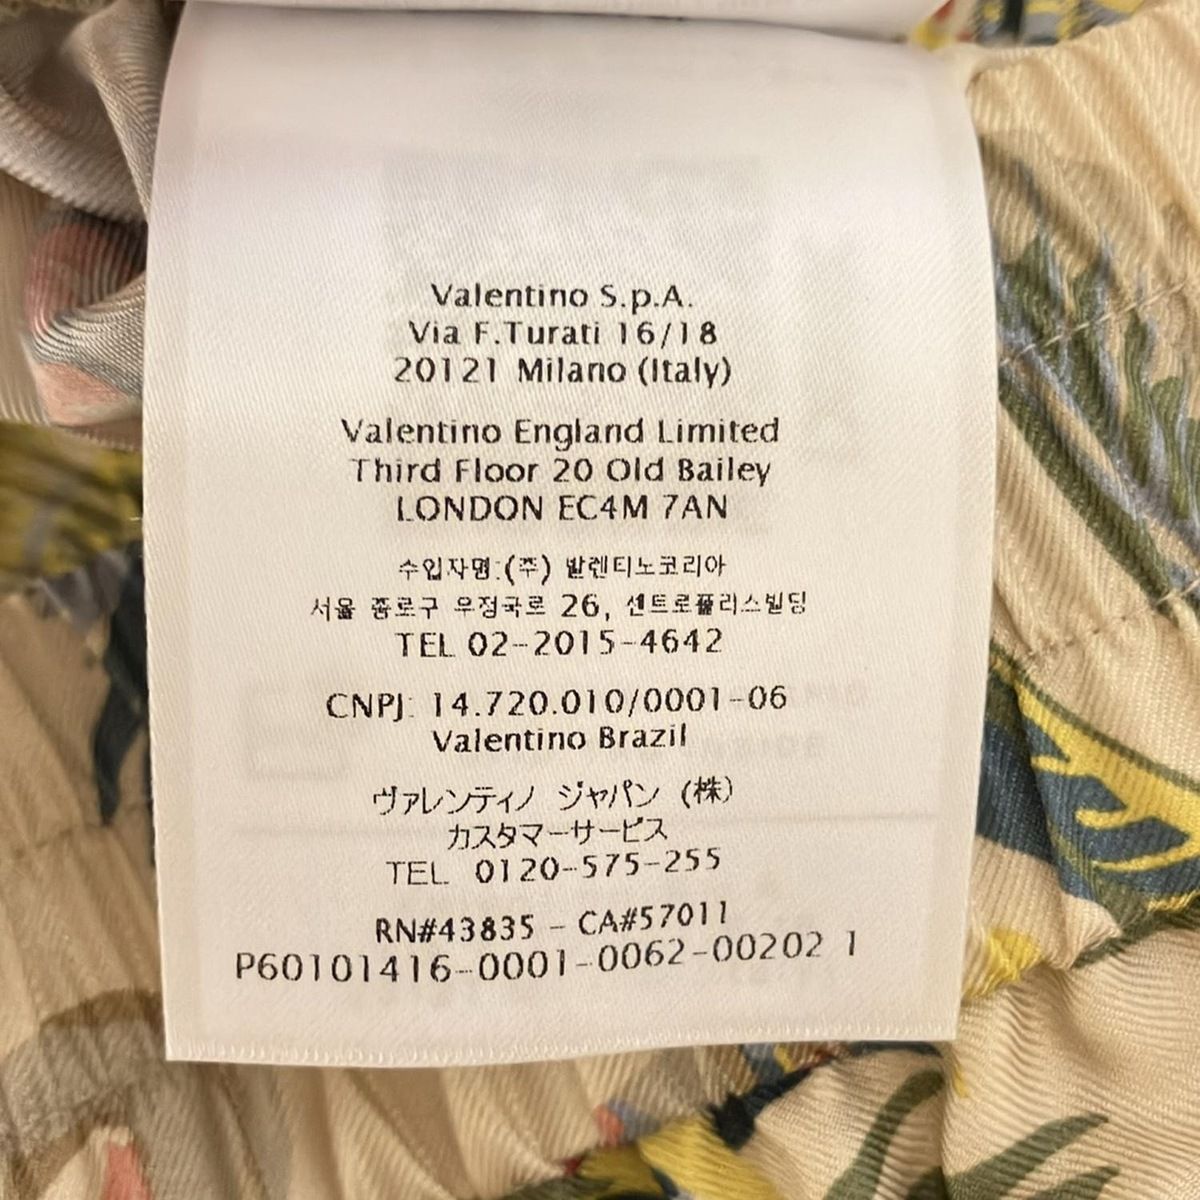 Valentino S.p.A.
Via F.Turati 16/18
20121 Milano (Italy)
Valentino England Limited
Third Floor 20 Old Bailey
LONDON EC4M 7AN
수입자명:(주) 발렌티노코리아
서울 종로구 우정국로 26, 센트로폴리스빌딩
TEL 02-2015-4642
CNPJ: 14.720.010/0001-06
Valentino Brazil
ヴァレンティノ ジャパン (株)
カスタマーサービス
TEL 0120-575-255
RN#43835 - CA#57011
P60101416-0001-0062-00202 1